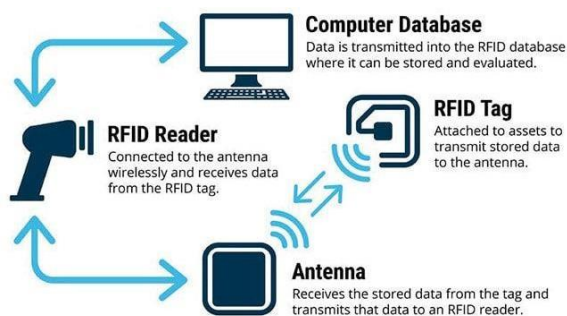 Computer Database
Data is transmitted into the RFID database
where it can be stored and evaluated.
RFID Tag
Attached to assets to
transmit stored data
to the antenna.
RFID Reader
Connected to the antenna
wirelessly and receives data
from the RFID tag.
Antenna
Receives the stored data from the tag and
transmits that data to an RFID reader.